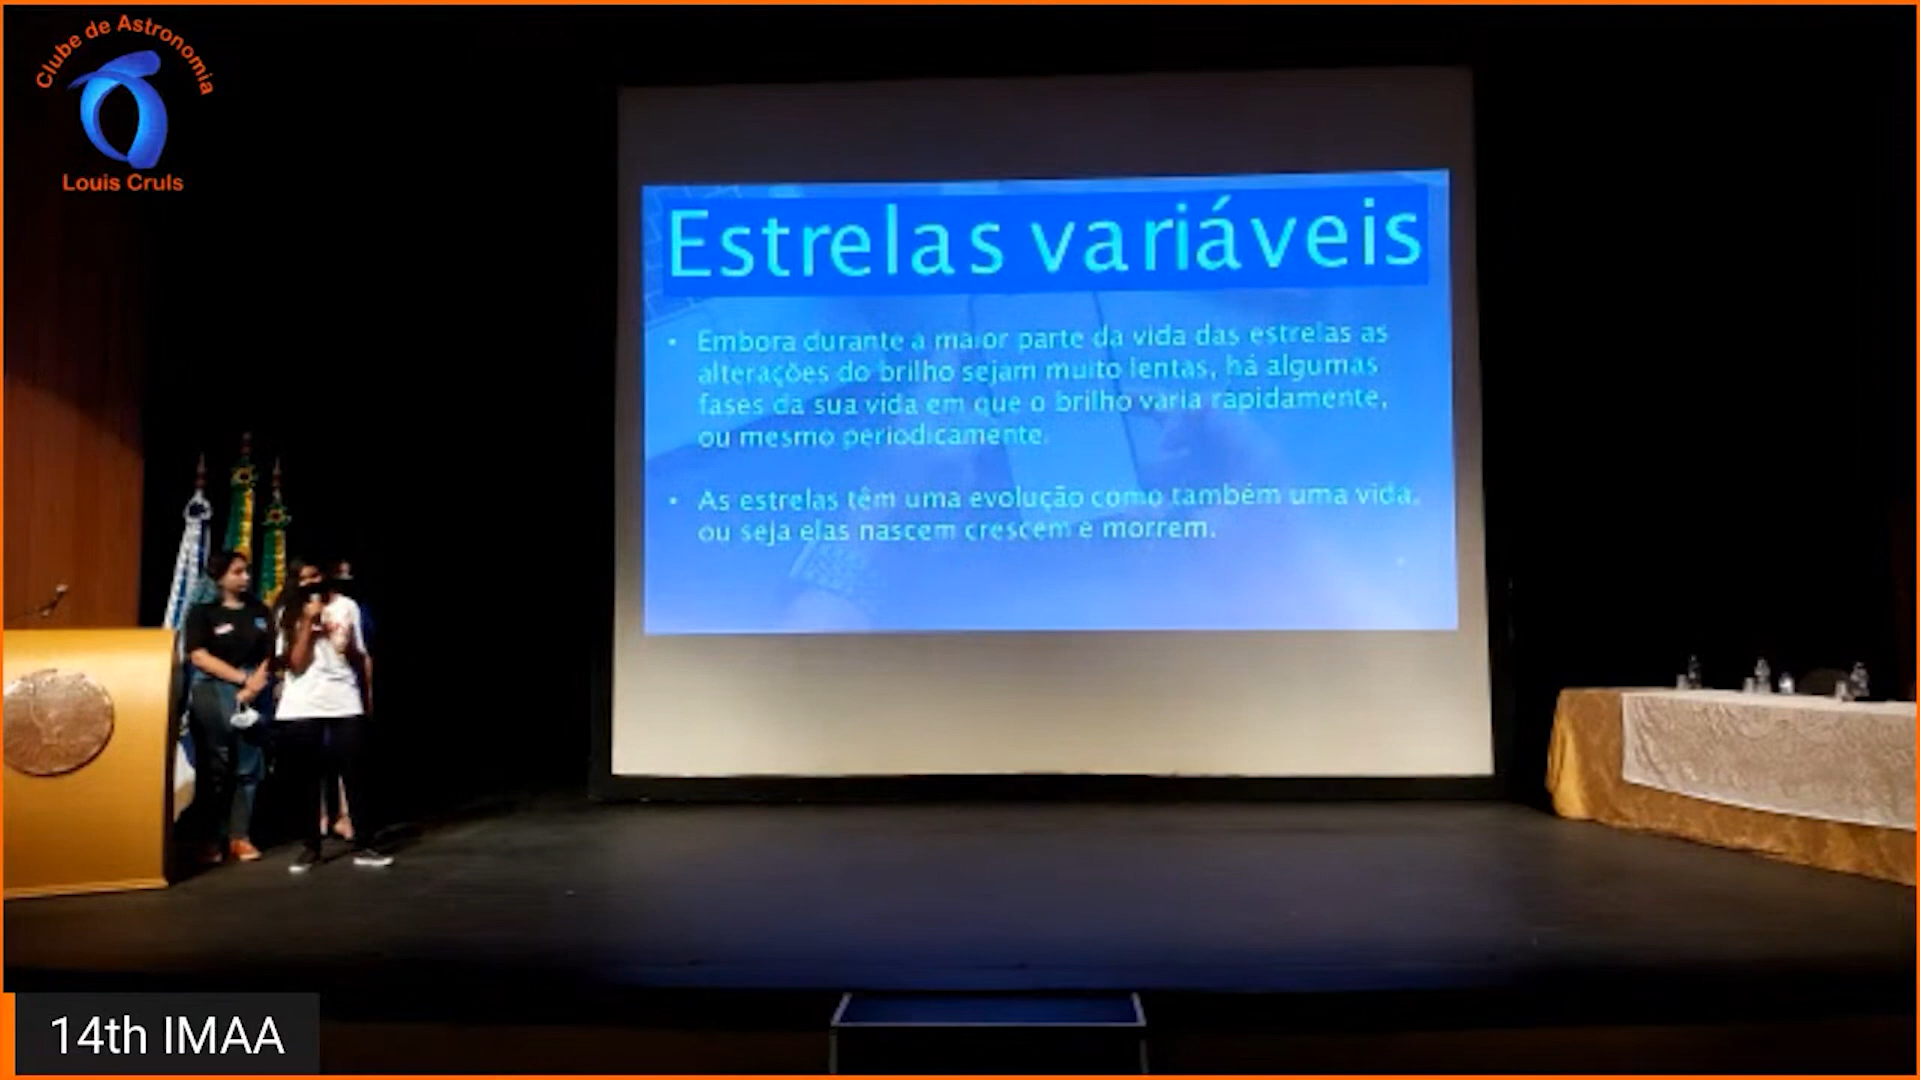 Clube de Astronomia
Louis Cruls
Estrelas variáveis
• Embora durante a maior parte da vida das estrelas as
alterações do brilho sejam muito lentas, há algumas
fases da sua vida em que o brilho varia rapidamente,
ou mesmo periodicamente.
• As estrelas têm uma evolução como também uma vida,
ou seja elas nascem crescem e morrem.
14th IMAA